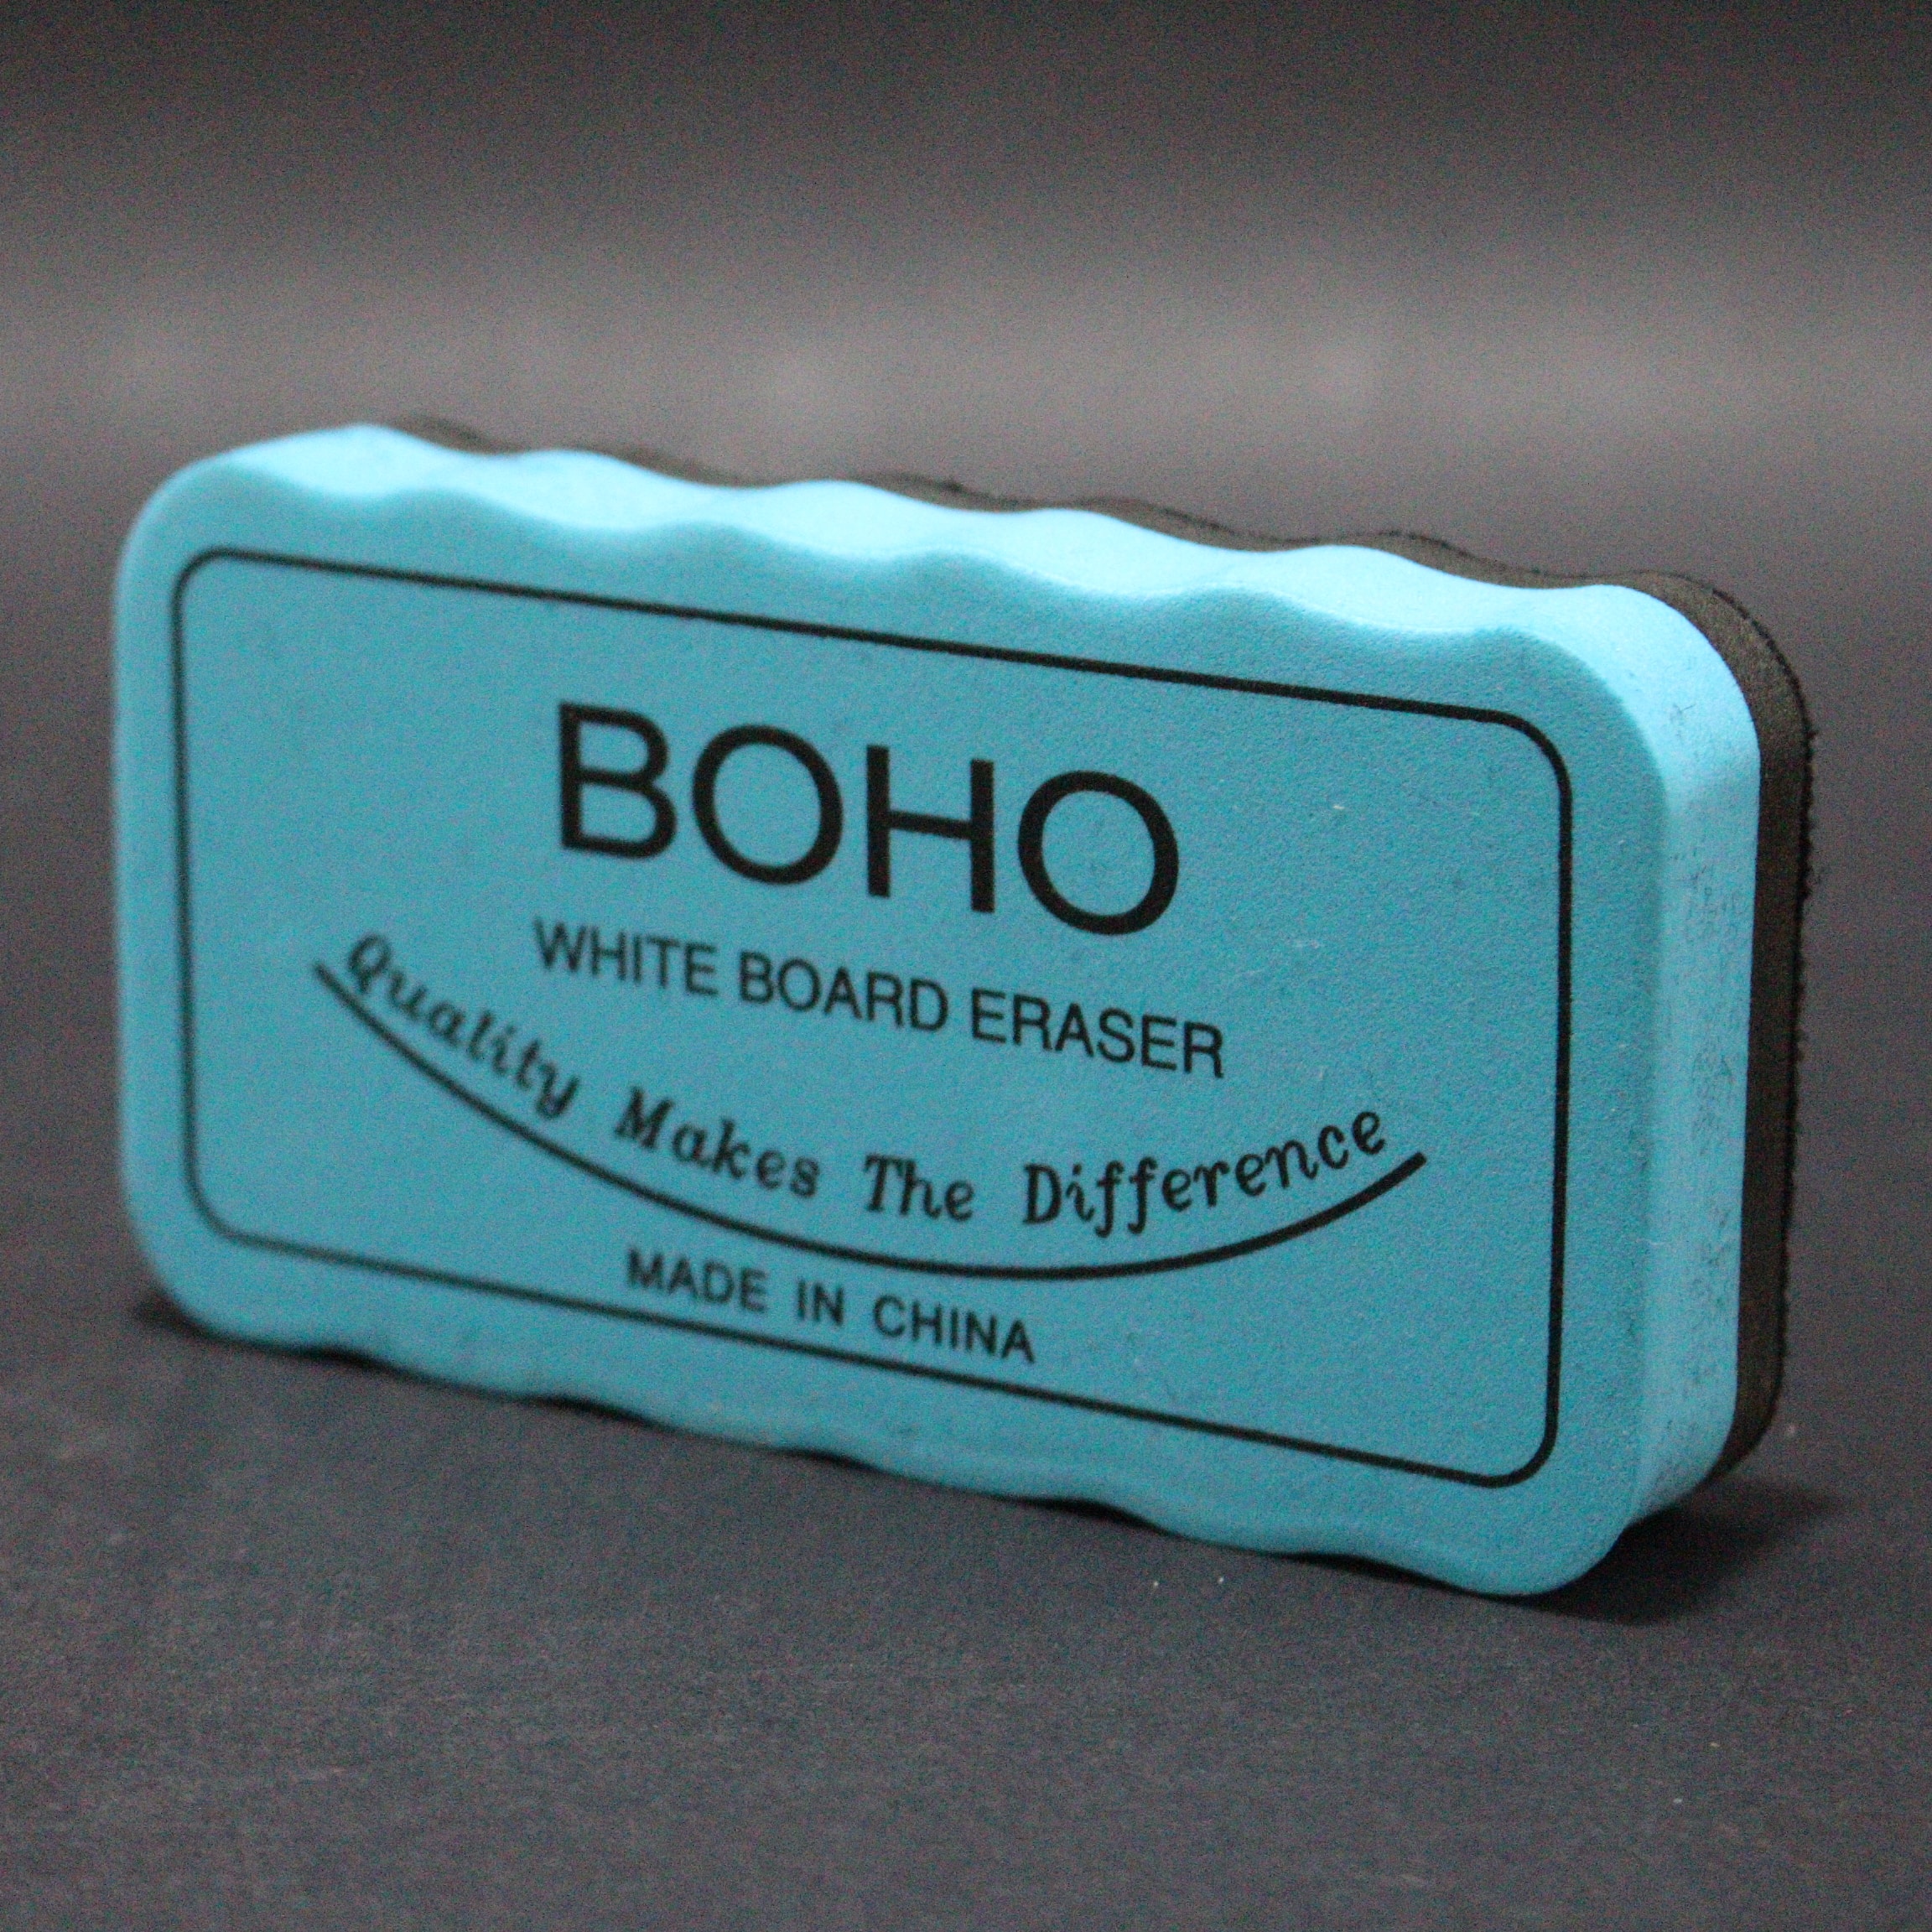 BOHO
WHITE BOARD ERASER
Quality Makes The Difference
MADE IN CHINA